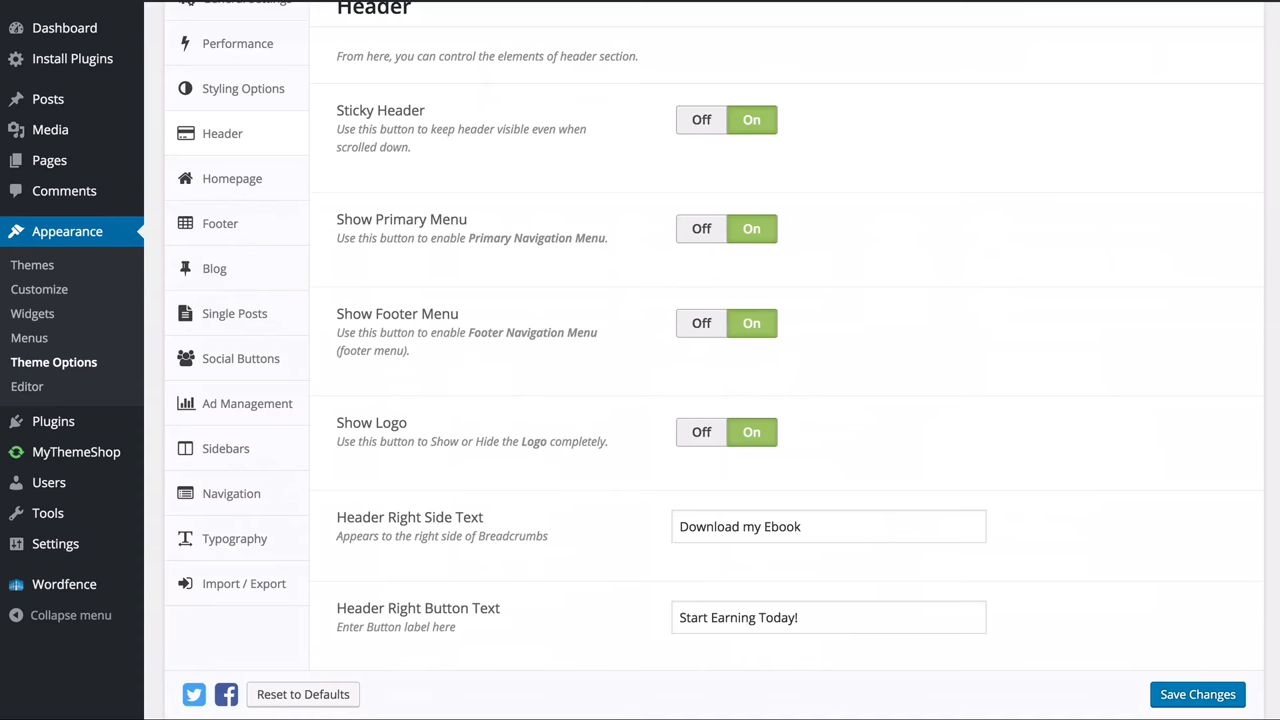 Dashboard
Install Plugins
Posts
Media
Pages
Comments
Appearance
Themes
Customize
Widgets
Menus
Theme Options
Editor
Plugins
MyThemeShop
Users
Tools
Settings
Wordfence
Collapse menu
General Settings
Performance
Styling Options
Header
Homepage
Footer
Blog
Single Posts
Social Buttons
Ad Management
Sidebars
Navigation
Typography
Import / Export
Header
From here, you can control the elements of header section.
Sticky Header
Use this button to keep header visible even when
scrolled down.
Off On
Show Primary Menu
Use this button to enable Primary Navigation Menu.
Off On
Show Footer Menu
Use this button to enable Footer Navigation Menu
(footer menu).
Off On
Show Logo
Use this button to Show or Hide the Logo completely.
Off On
Header Right Side Text
Appears to the right side of Breadcrumbs
Download my Ebook
Header Right Button Text
Enter Button label here
Start Earning Today!
Reset to Defaults
Save Changes